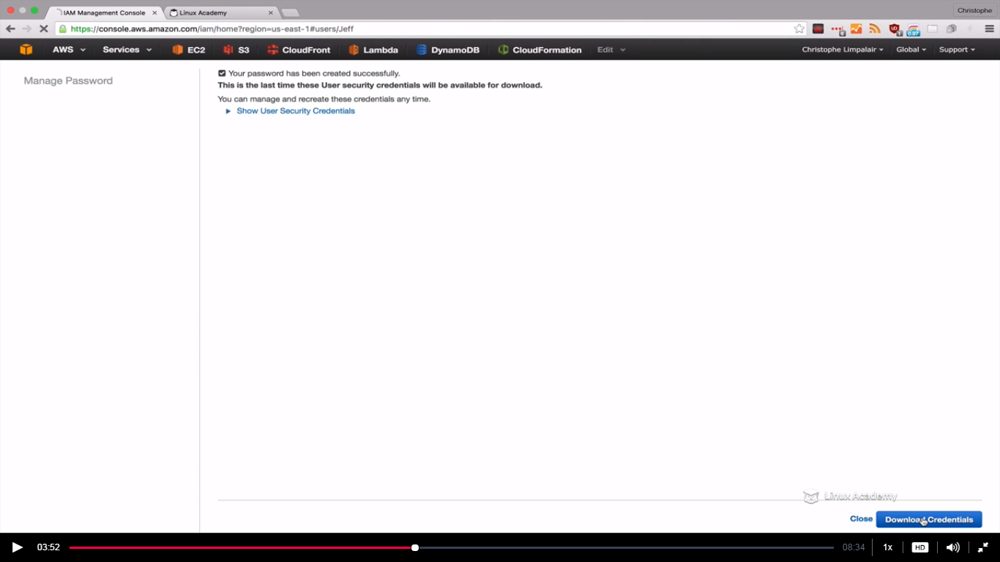 IAM Management Console
Linux Academy
Christophe
https://console.aws.amazon.com/iam/home?region=us-east-1#users/Jeff
AWS Services EC2 S3 CloudFront Lambda DynamoDB CloudFormation Edit Christophe Limpalair Global Support
Manage Password
Your password has been created successfully.
This is the last time these User security credentials will be available for download.
You can manage and recreate these credentials any time.
Show User Security Credentials
Linux Academy
Close Download Credentials
03:52 08:34 1x HD